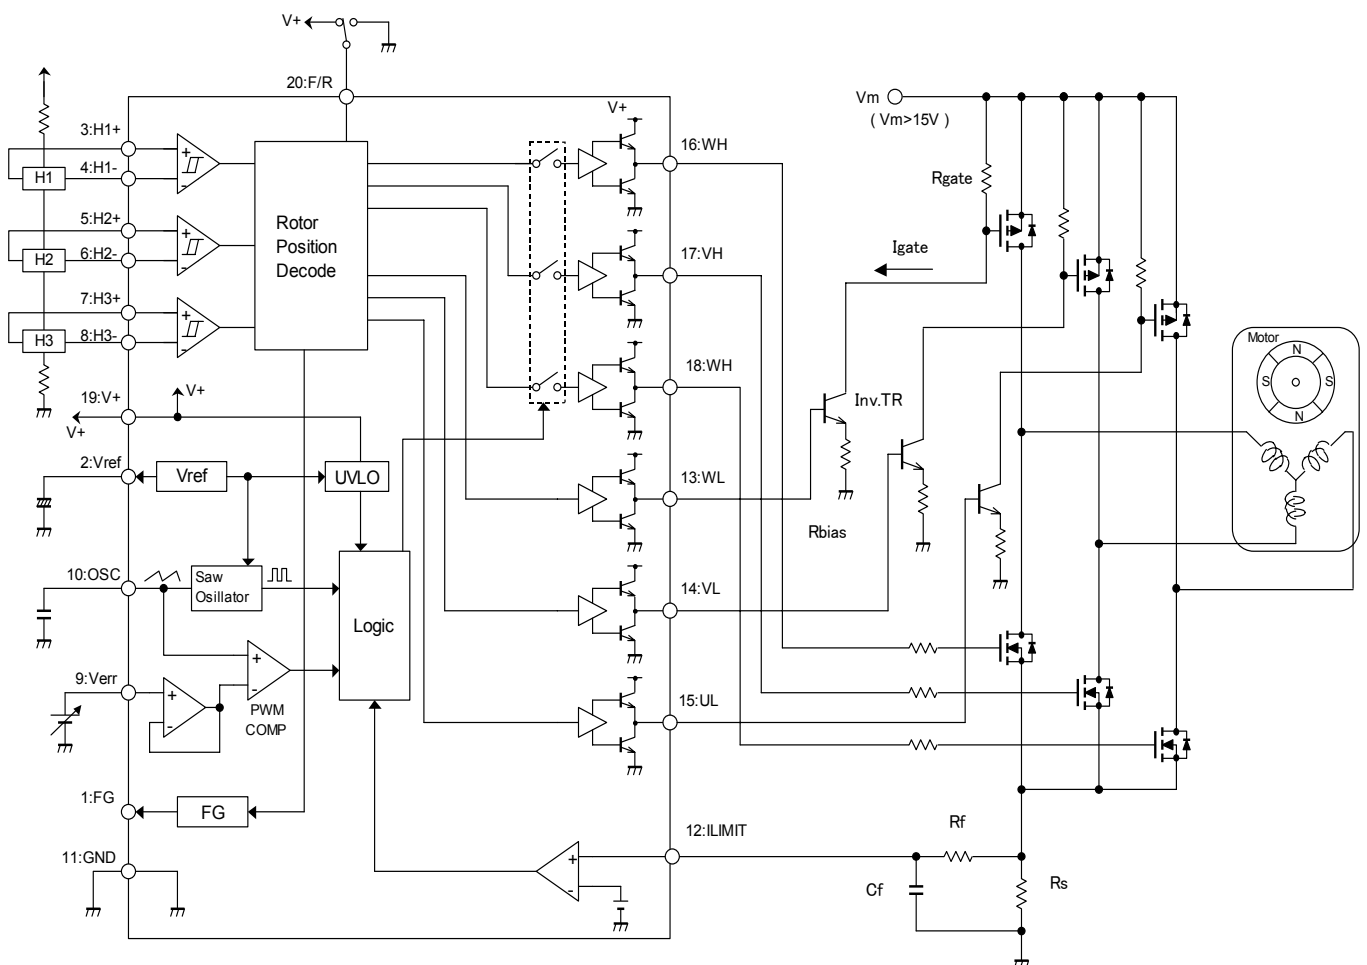 V+
20:F/R
V+
Vm
( Vm>15V )
3:H1+
16:WH
4:H1-
H1
Rgate
5:H2+
Rotor
Position
Decode
6:H2-
H2
17:VH
Igate
7:H3+
8:H3-
H3
18:WH
Motor
N
S
S
N
19:V+
V+
V+
Inv.TR
2:Vref
Vref
UVLO
13:WL
Rbias
10:OSC
Saw
Osillator
14:VL
Logic
9:Verr
+
-
+
-
PWM
COMP
15:UL
1:FG
FG
12:ILIMIT
Rf
11:GND
+
-
Cf
Rs
+
-
+
-
+
-